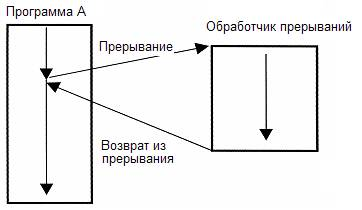 Программа А
Обработчик прерываний
Прерывание
Возврат из
прерывания